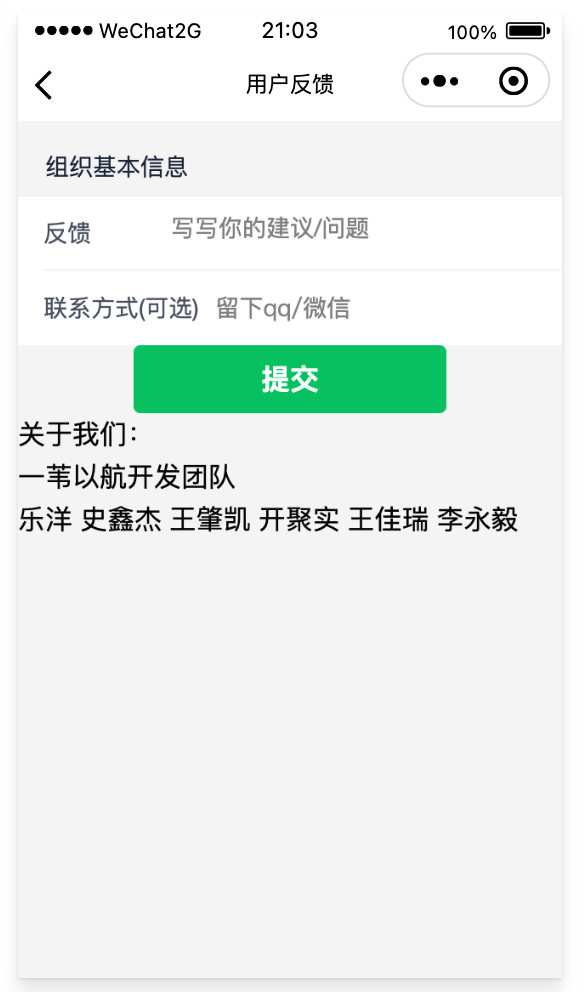 WeChat2G 21:03 100%
用户反馈
组织基本信息
反馈 写写你的建议/问题
联系方式(可选) 留下qq/微信
提交
关于我们：
一苇以航开发团队
乐洋 史鑫杰 王肇凯 开聚实 王佳瑞 李永毅